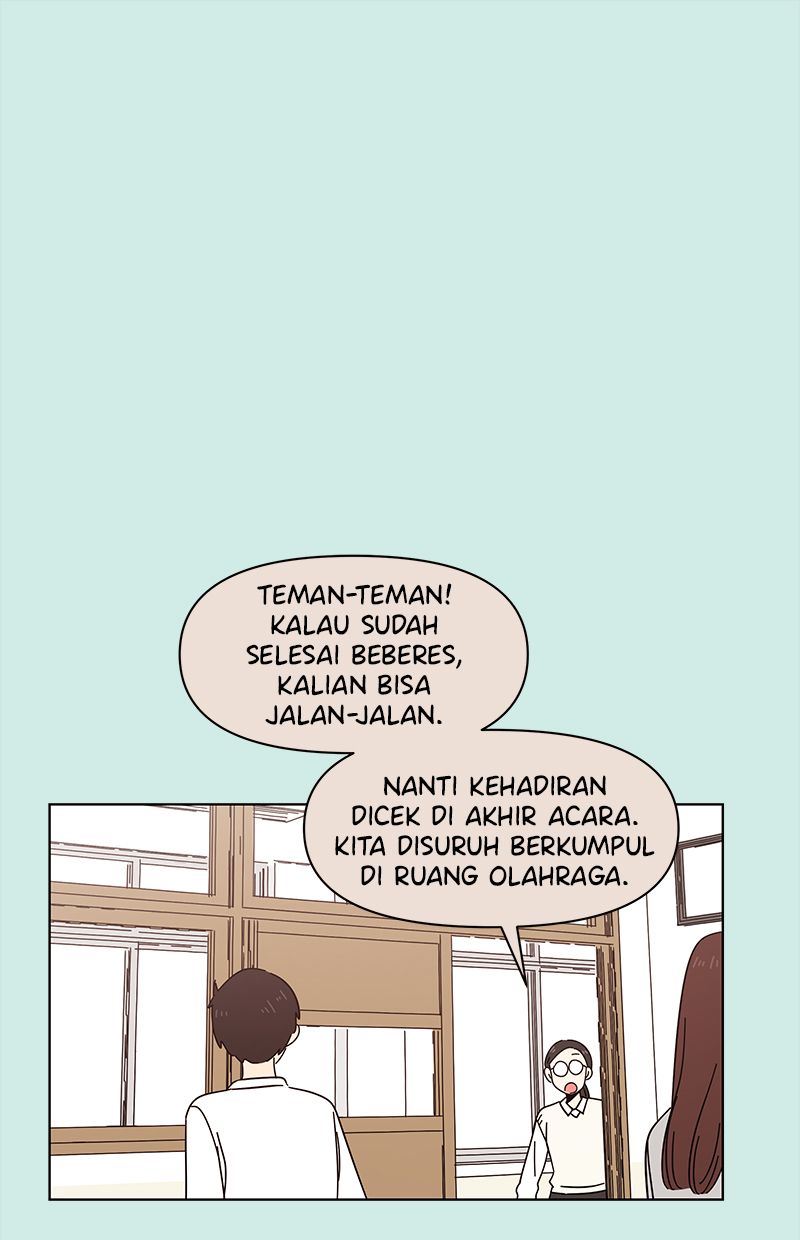 TEMAN-TEMAN!
KALAU SUDAH
SELESAI BEBERES,
KALIAN BISA
JALAN-JALAN.
NANTI KEHADIRAN
DICEK DI AKHIR ACARA.
KITA DISURUH BERKUMPUL
DI RUANG OLAHRAGA.